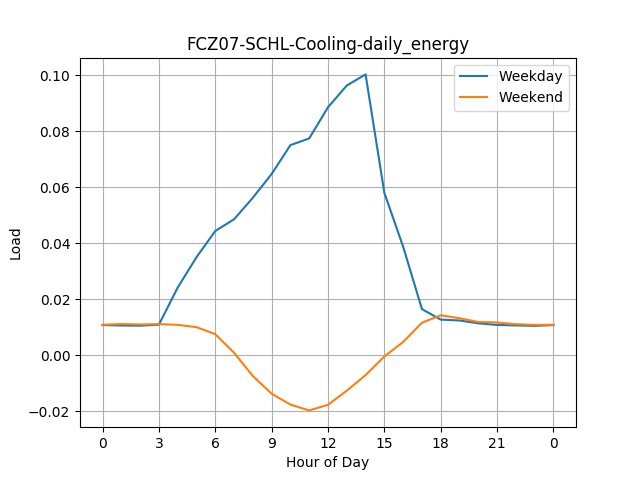 FCZ07-SCHL-Cooling-daily_energy
Weekday
Weekend
Load
0.10
0.08
0.06
0.04
0.02
0.00
−0.02
0 3 6 9 12 15 18 21 0
Hour of Day